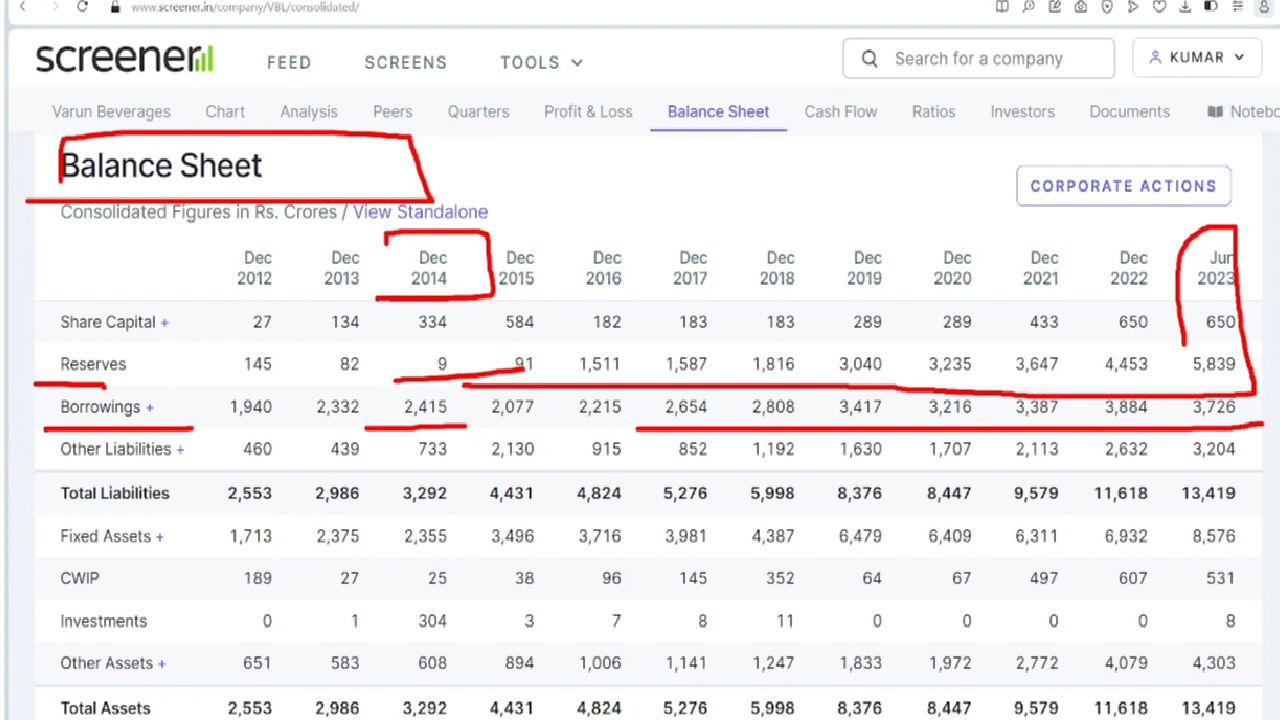 www.screener.in/company/VBL/consolidated/
screener FEED SCREENS TOOLS Search for a company KUMAR
Varun Beverages Chart Analysis Peers Quarters Profit & Loss Balance Sheet Cash Flow Ratios Investors Documents Notebo
Balance Sheet
CORPORATE ACTIONS
Consolidated Figures in Rs. Crores / View Standalone
Dec 2012 Dec 2013 Dec 2014 Dec 2015 Dec 2016 Dec 2017 Dec 2018 Dec 2019 Dec 2020 Dec 2021 Dec 2022 Jun 2023
Share Capital + 27 134 334 584 182 183 183 289 289 433 650 650
Reserves 145 82 9 91 1,511 1,587 1,816 3,040 3,235 3,647 4,453 5,839
Borrowings + 1,940 2,332 2,415 2,077 2,215 2,654 2,808 3,417 3,216 3,387 3,884 3,726
Other Liabilities + 460 439 733 2,130 915 852 1,192 1,630 1,707 2,113 2,632 3,204
Total Liabilities 2,553 2,986 3,292 4,431 4,824 5,276 5,998 8,376 8,447 9,579 11,618 13,419
Fixed Assets + 1,713 2,375 2,355 3,496 3,716 3,981 4,387 6,479 6,409 6,311 6,932 8,576
CWIP 189 27 25 38 96 145 352 64 67 497 607 531
Investments 0 1 304 3 7 8 11 0 0 0 0 8
Other Assets + 651 583 608 894 1,006 1,141 1,247 1,833 1,972 2,772 4,079 4,303
Total Assets 2,553 2,986 3,292 4,431 4,824 5,276 5,998 8,376 8,447 9,579 11,618 13,419